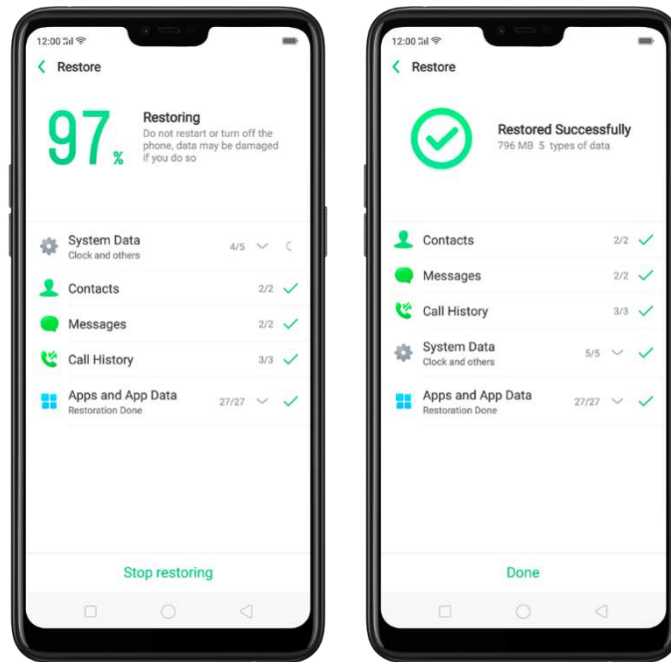 12:00
Restore
97%
Restoring
Do not restart or turn off the
phone, data may be damaged
if you do so
System Data
Clock and others
4/5
Contacts
2/2
Messages
2/2
Call History
3/3
Apps and App Data
Restoration Done
27/27
Stop restoring
12:00
Restore
Restored Successfully
796 MB 5 types of data
Contacts
2/2
Messages
2/2
Call History
3/3
System Data
Clock and others
5/5
Apps and App Data
Restoration Done
27/27
Done